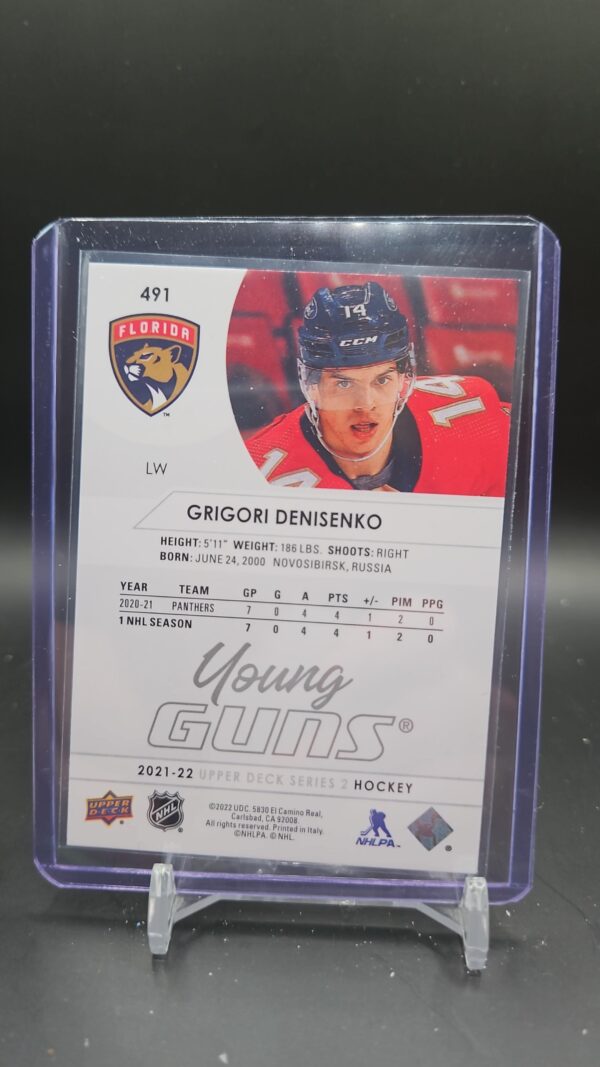 491
FLORIDA
TM
14
CCM
14
14
LW
GRIGORI DENISENKO
HEIGHT: 5'11" WEIGHT: 186 LBS. SHOOTS: RIGHT
BORN: JUNE 24, 2000 NOVOSIBIRSK, RUSSIA
YEAR TEAM GP G A PTS +/- PIM PPG
2020-21 PANTHERS 7 0 4 4 1 2 0
1 NHL SEASON 7 0 4 4 1 2 0
Young
GUNS®
2021-22 UPPER DECK SERIES 2 HOCKEY
UPPER DECK
NHL
®
©2022 UDC. 5830 El Camino Real,
Carlsbad, CA 92008.
All rights reserved. Printed in Italy.
©NHLPA. ©NHL.
NHLPA™
®